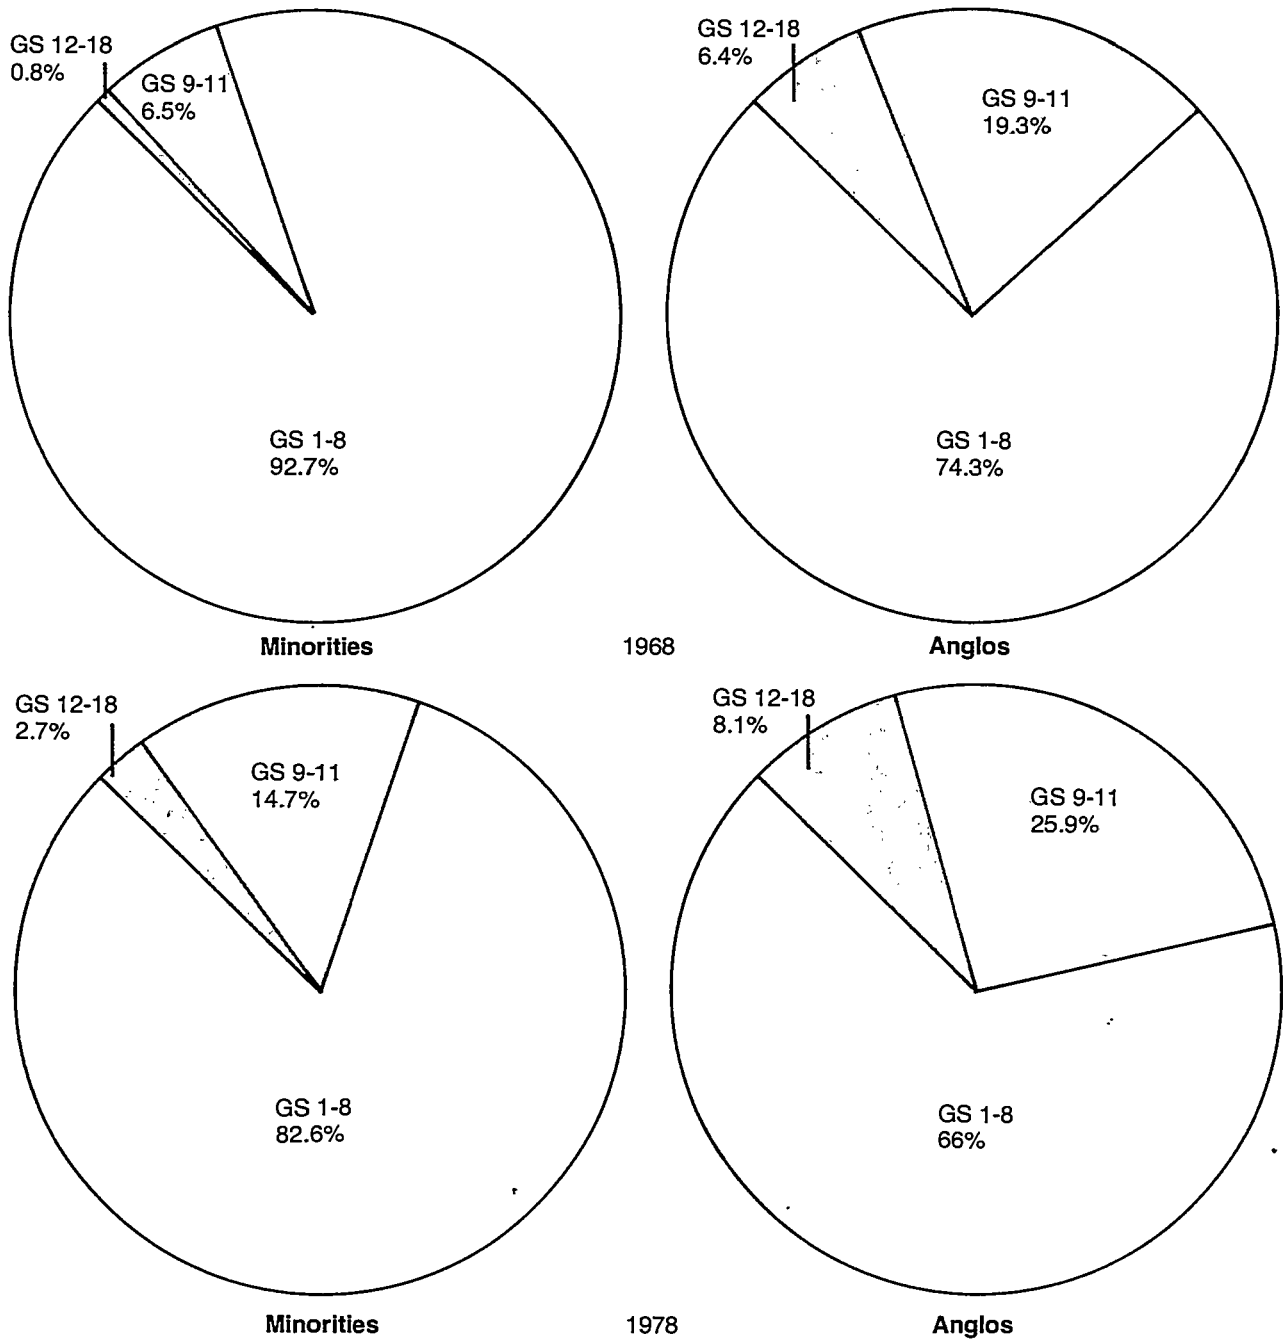 GS 12-18
0.8%
GS 9-11
6.5%
GS 1-8
92.7%
GS 12-18
6.4%
GS 9-11
19.3%
GS 1-8
74.3%
Minorities
1968
Anglos
GS 12-18
2.7%
GS 9-11
14.7%
GS 1-8
82.6%
GS 12-18
8.1%
GS 9-11
25.9%
GS 1-8
66%
Minorities
1978
Anglos